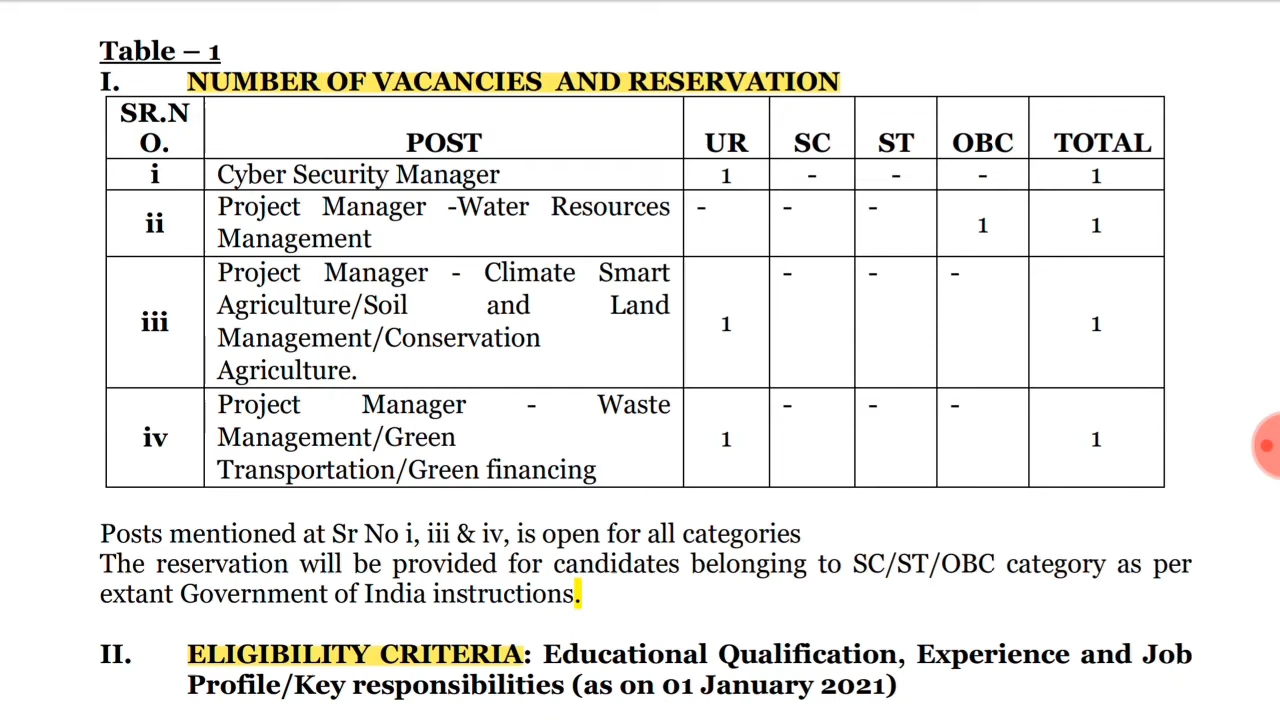 Table – 1
I. NUMBER OF VACANCIES AND RESERVATION
SR.N
O. POST UR SC ST OBC TOTAL
i Cyber Security Manager 1 - - - 1
ii Project Manager -Water Resources
Management - - - 1 1
iii Project Manager - Climate Smart
Agriculture/Soil and Land
Management/Conservation
Agriculture. 1 - - - 1
iv Project Manager - Waste
Management/Green
Transportation/Green financing 1 - - - 1
Posts mentioned at Sr No i, iii & iv, is open for all categories
The reservation will be provided for candidates belonging to SC/ST/OBC category as per
extant Government of India instructions.
II. ELIGIBILITY CRITERIA: Educational Qualification, Experience and Job
Profile/Key responsibilities (as on 01 January 2021)